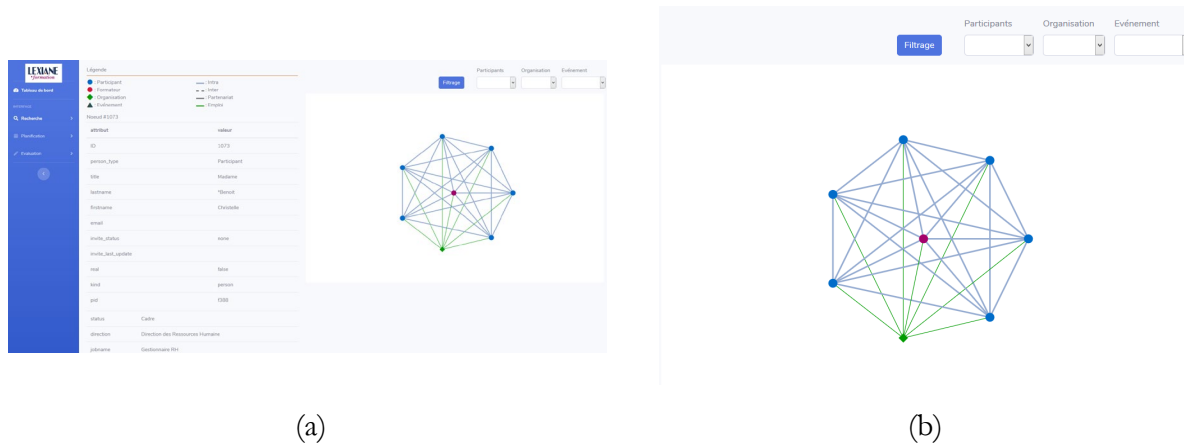 LEXIANE
formation
Tableau de bord
Recherche
Planification
Evaluation
Légende
: Participant
: Formateur
: Organisation
: Evénement
: Intra
: Inter
: Partenariat
: Emploi
Noeud #1073
attribut valeur
ID 1073
person_type Participant
title Madame
lastname *Benoit
firstname Christelle
email
invite_status none
invite_last_update
real false
kind person
pid
status Cadre
direction Direction des Ressources Humaine
jobname Gestionnaire RH
Participants Organisation Evénement
Filtrage
Participants Organisation Evénement
Filtrage
(a) (b)